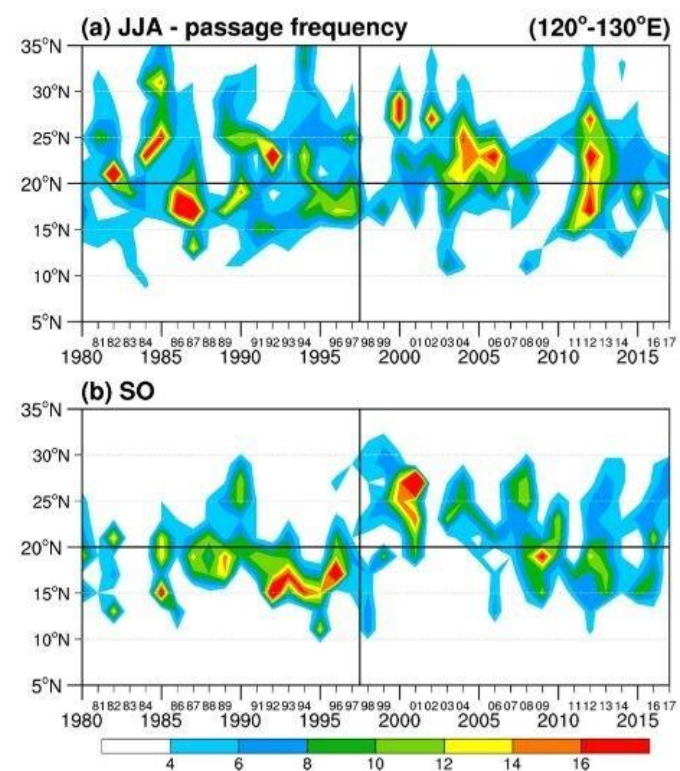 (a) JJA - passage frequency (120°-130°E)
35°N
30°N
25°N
20°N
15°N
10°N
5°N
81 82 83 84 86 87 88 89 91 92 93 94 96 97 98 99 01 02 03 04 06 07 08 09 11 12 13 14 16 17
1980 1985 1990 1995 2000 2005 2010 2015
(b) SO
35°N
30°N
25°N
20°N
15°N
10°N
5°N
81 82 83 84 86 87 88 89 91 92 93 94 96 97 98 99 01 02 03 04 06 07 08 09 11 12 13 14 16 17
1980 1985 1990 1995 2000 2005 2010 2015
4 6 8 10 12 14 16